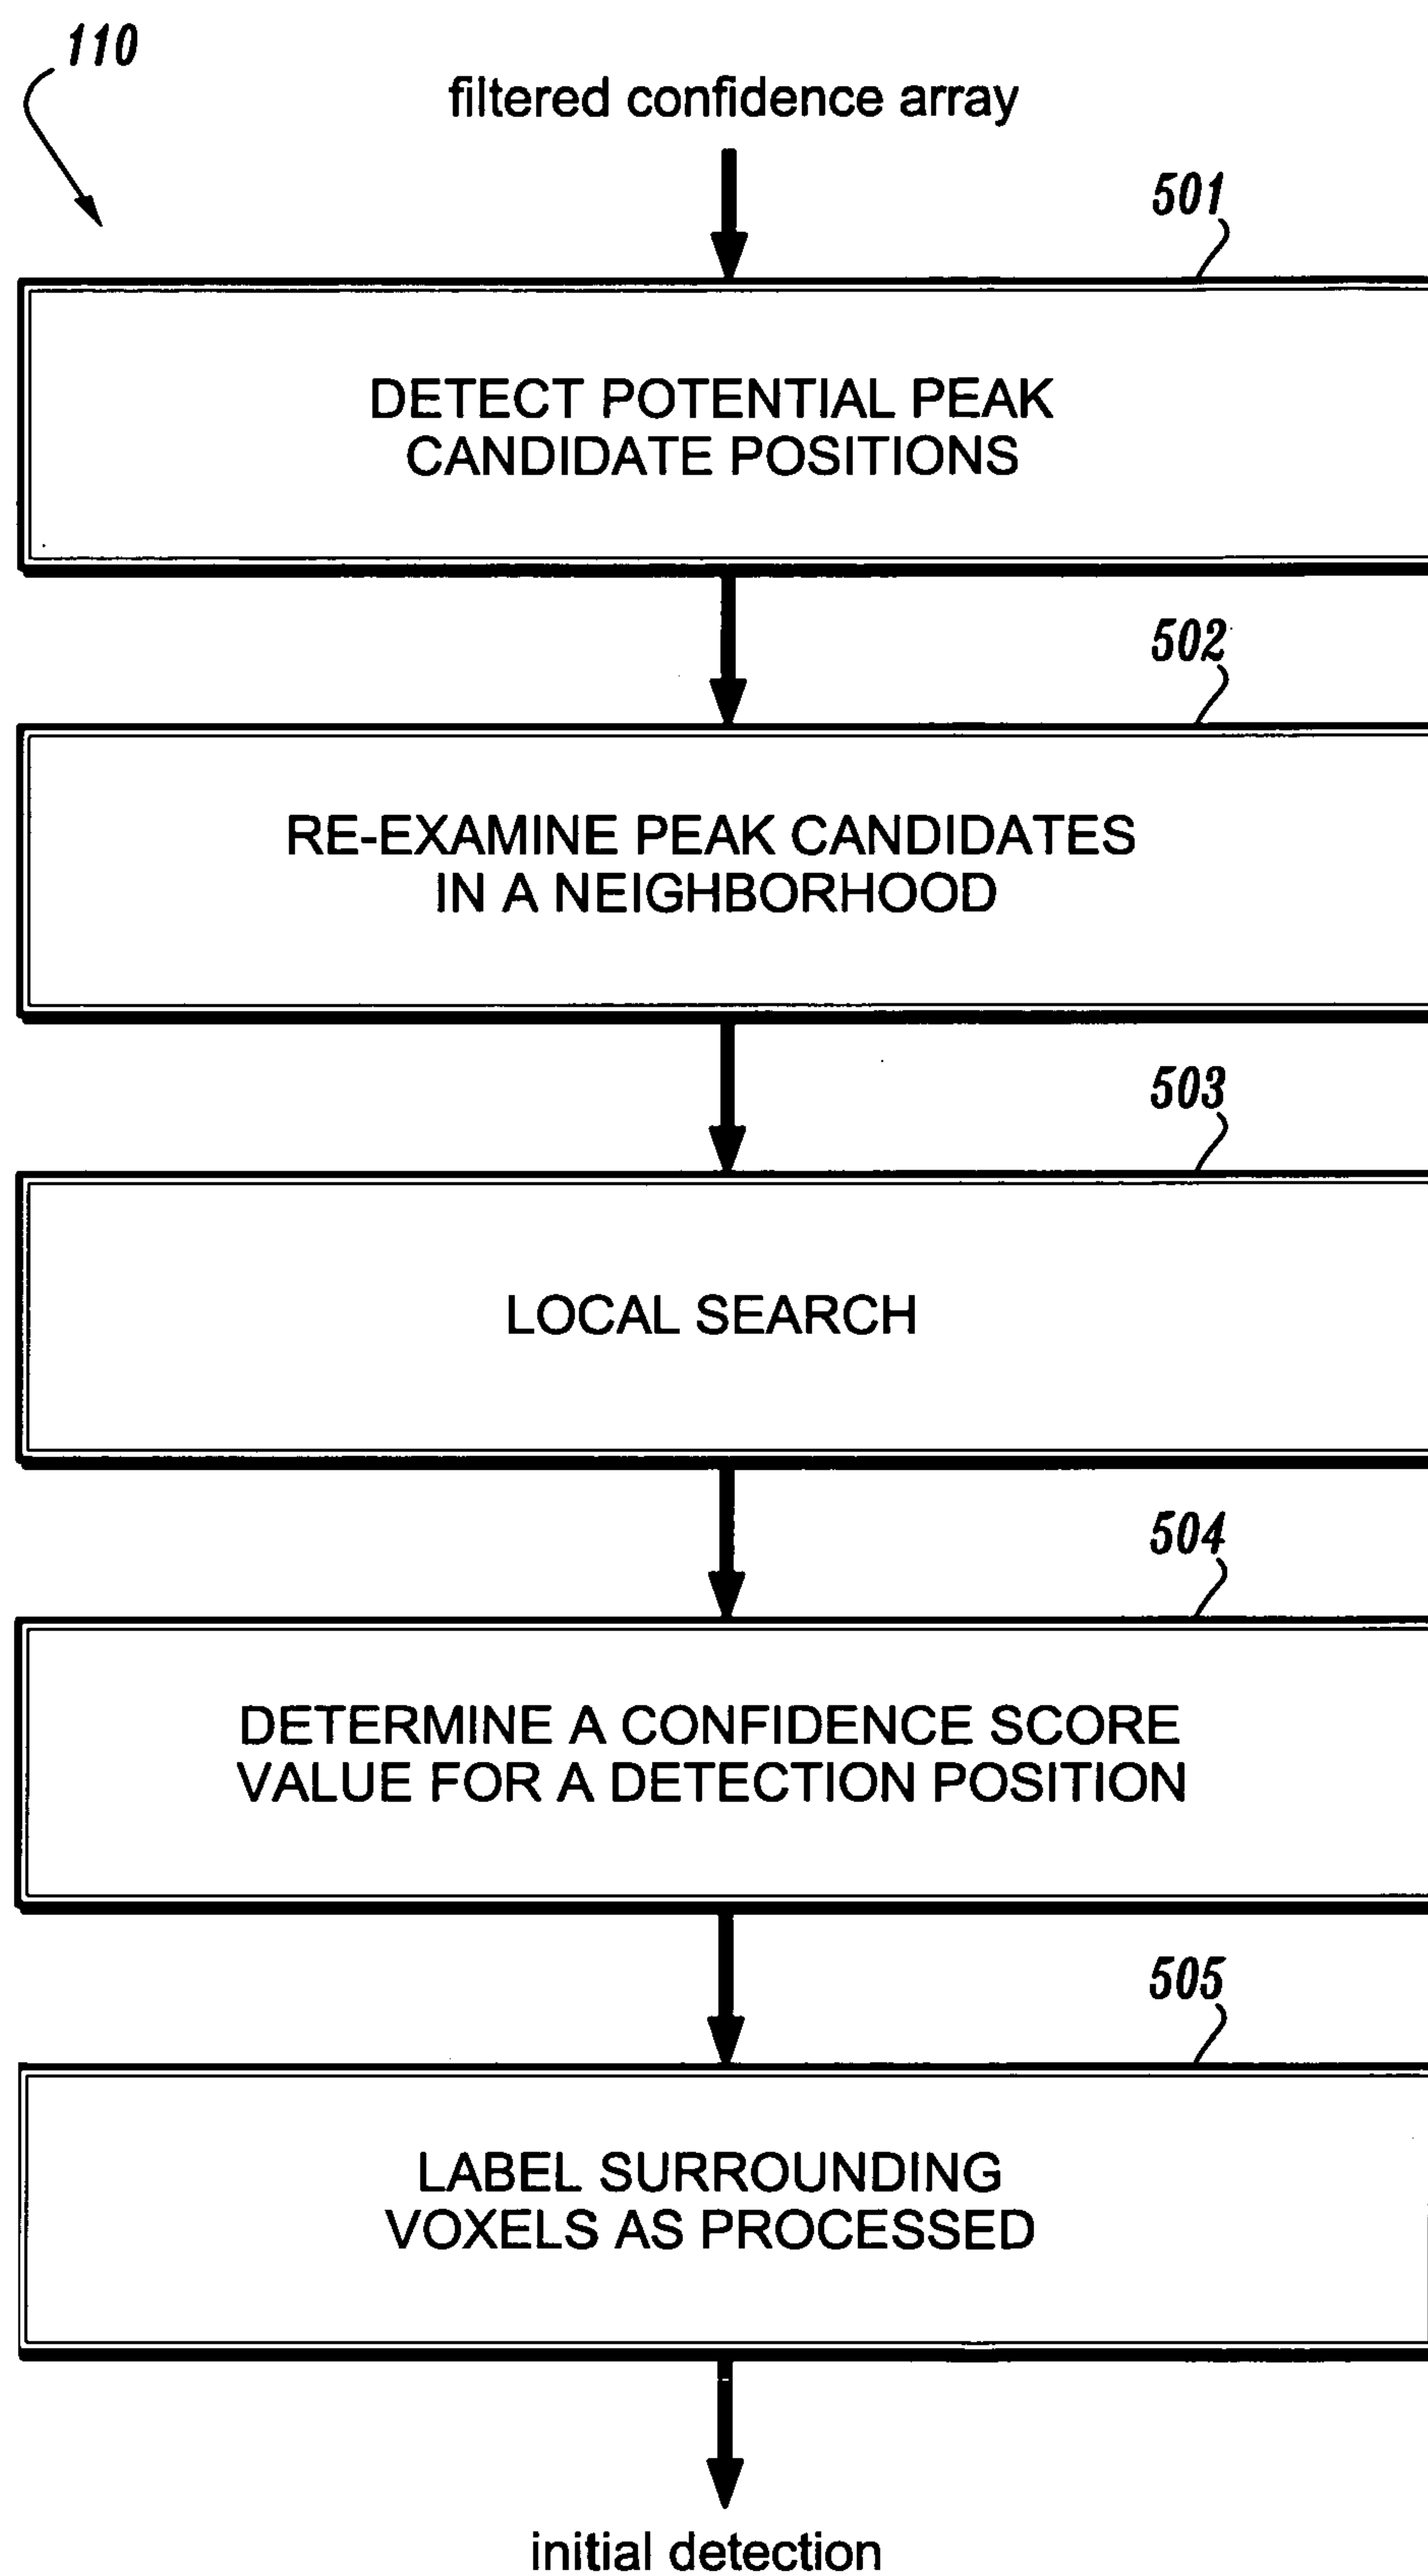 110
filtered confidence array
501
DETECT POTENTIAL PEAK
CANDIDATE POSITIONS
502
RE-EXAMINE PEAK CANDIDATES
IN A NEIGHBORHOOD
503
LOCAL SEARCH
504
DETERMINE A CONFIDENCE SCORE
VALUE FOR A DETECTION POSITION
505
LABEL SURROUNDING
VOXELS AS PROCESSED
initial detection